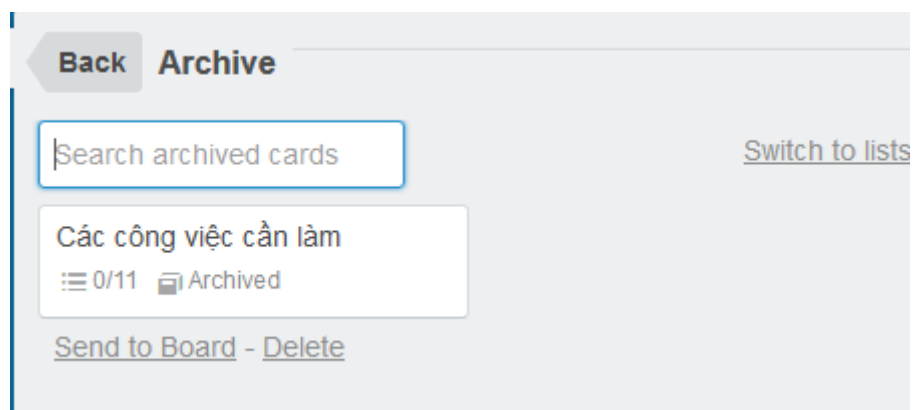 Back Archive
Search archived cards
Switch to lists
Các công việc cần làm
0/11 Archived
Send to Board - Delete